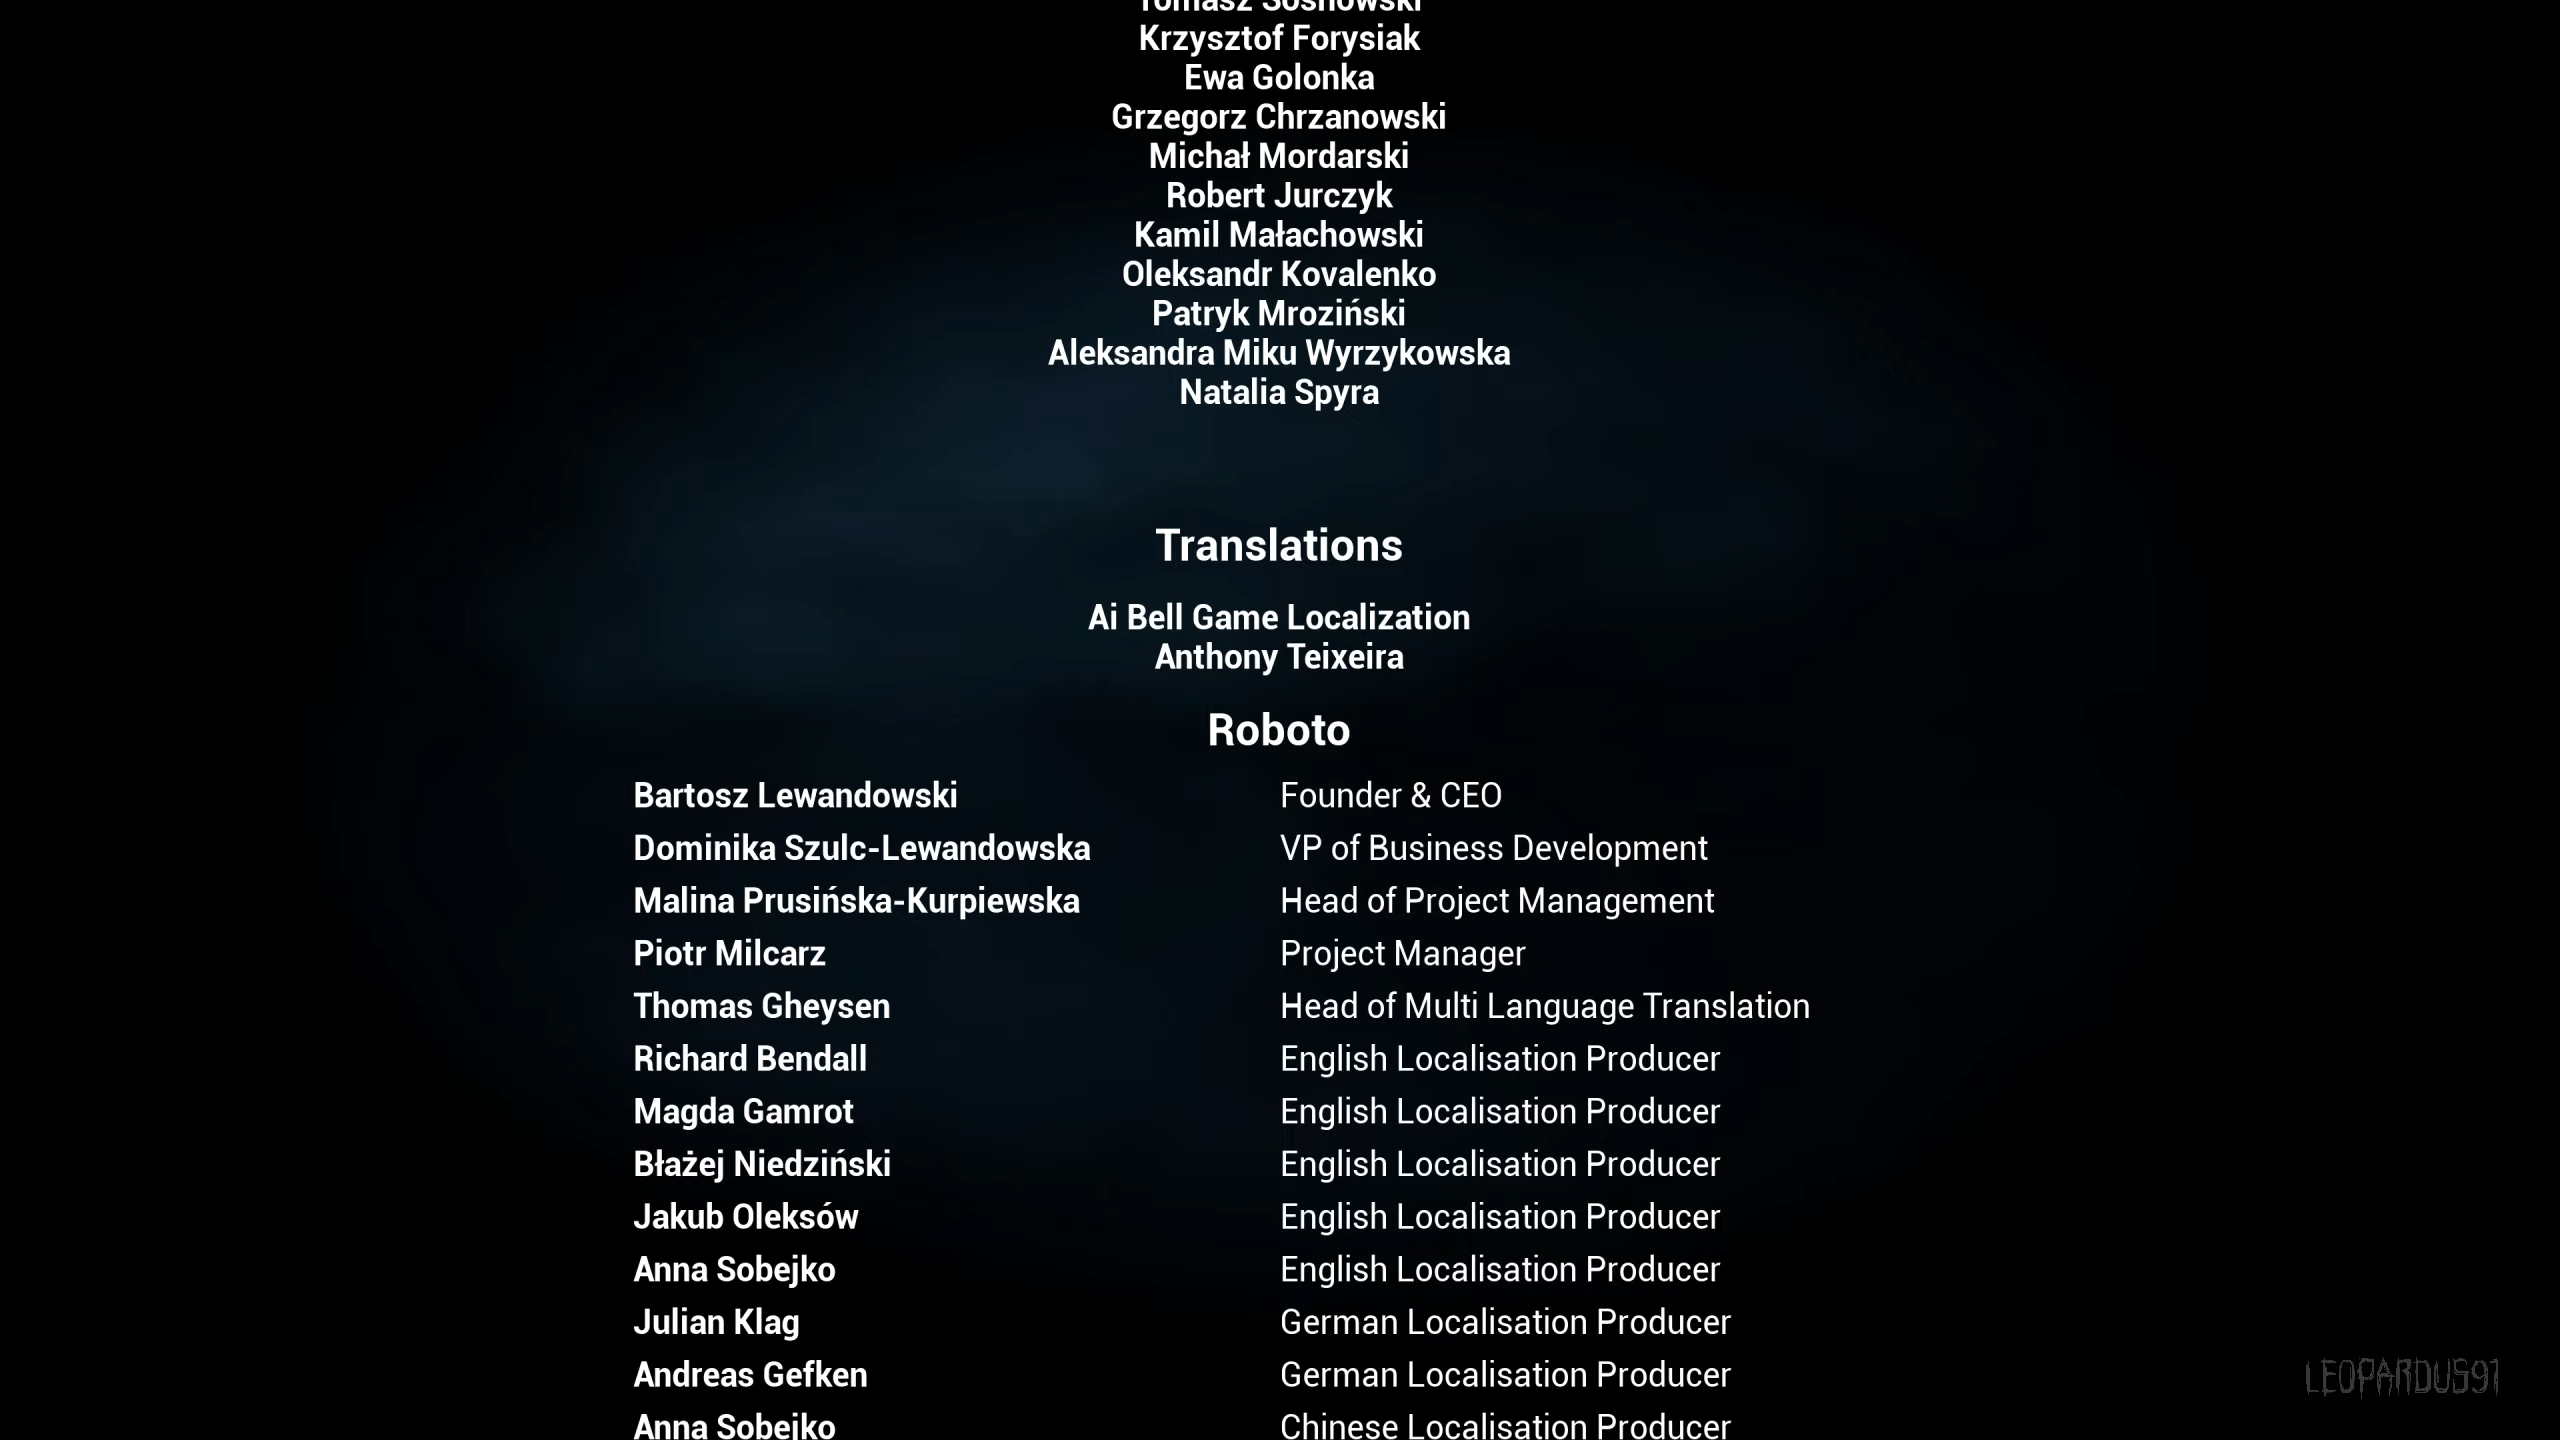 Tomasz Sosnowski
Krzysztof Forysiak
Ewa Golonka
Grzegorz Chrzanowski
Michał Mordarski
Robert Jurczyk
Kamil Małachowski
Oleksandr Kovalenko
Patryk Mroziński
Aleksandra Miku Wyrzykowska
Natalia Spyra
Translations
Ai Bell Game Localization
Anthony Teixeira
Roboto
Bartosz Lewandowski Founder & CEO
Dominika Szulc-Lewandowska VP of Business Development
Malina Prusińska-Kurpiewska Head of Project Management
Piotr Milcarz Project Manager
Thomas Gheysen Head of Multi Language Translation
Richard Bendall English Localisation Producer
Magda Gamrot English Localisation Producer
Błażej Niedziński English Localisation Producer
Jakub Oleksów English Localisation Producer
Anna Sobejko English Localisation Producer
Julian Klag German Localisation Producer
Andreas Gefken German Localisation Producer
Anna Sobejko Chinese Localisation Producer
LEOPARDUS91